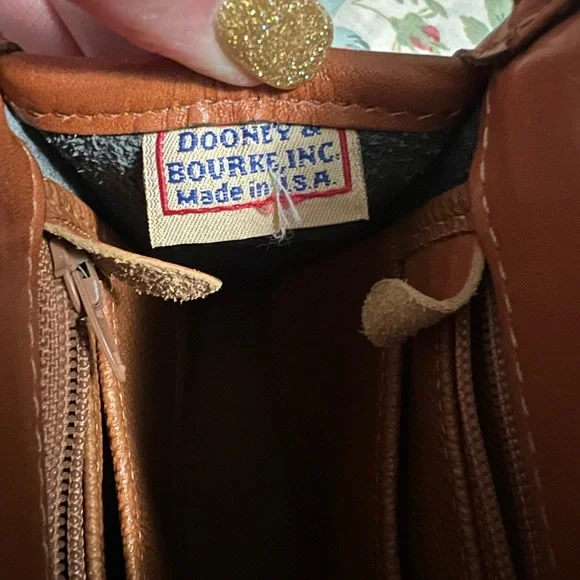 DOONEY &
BOURKE, INC.
Made in U.S.A.